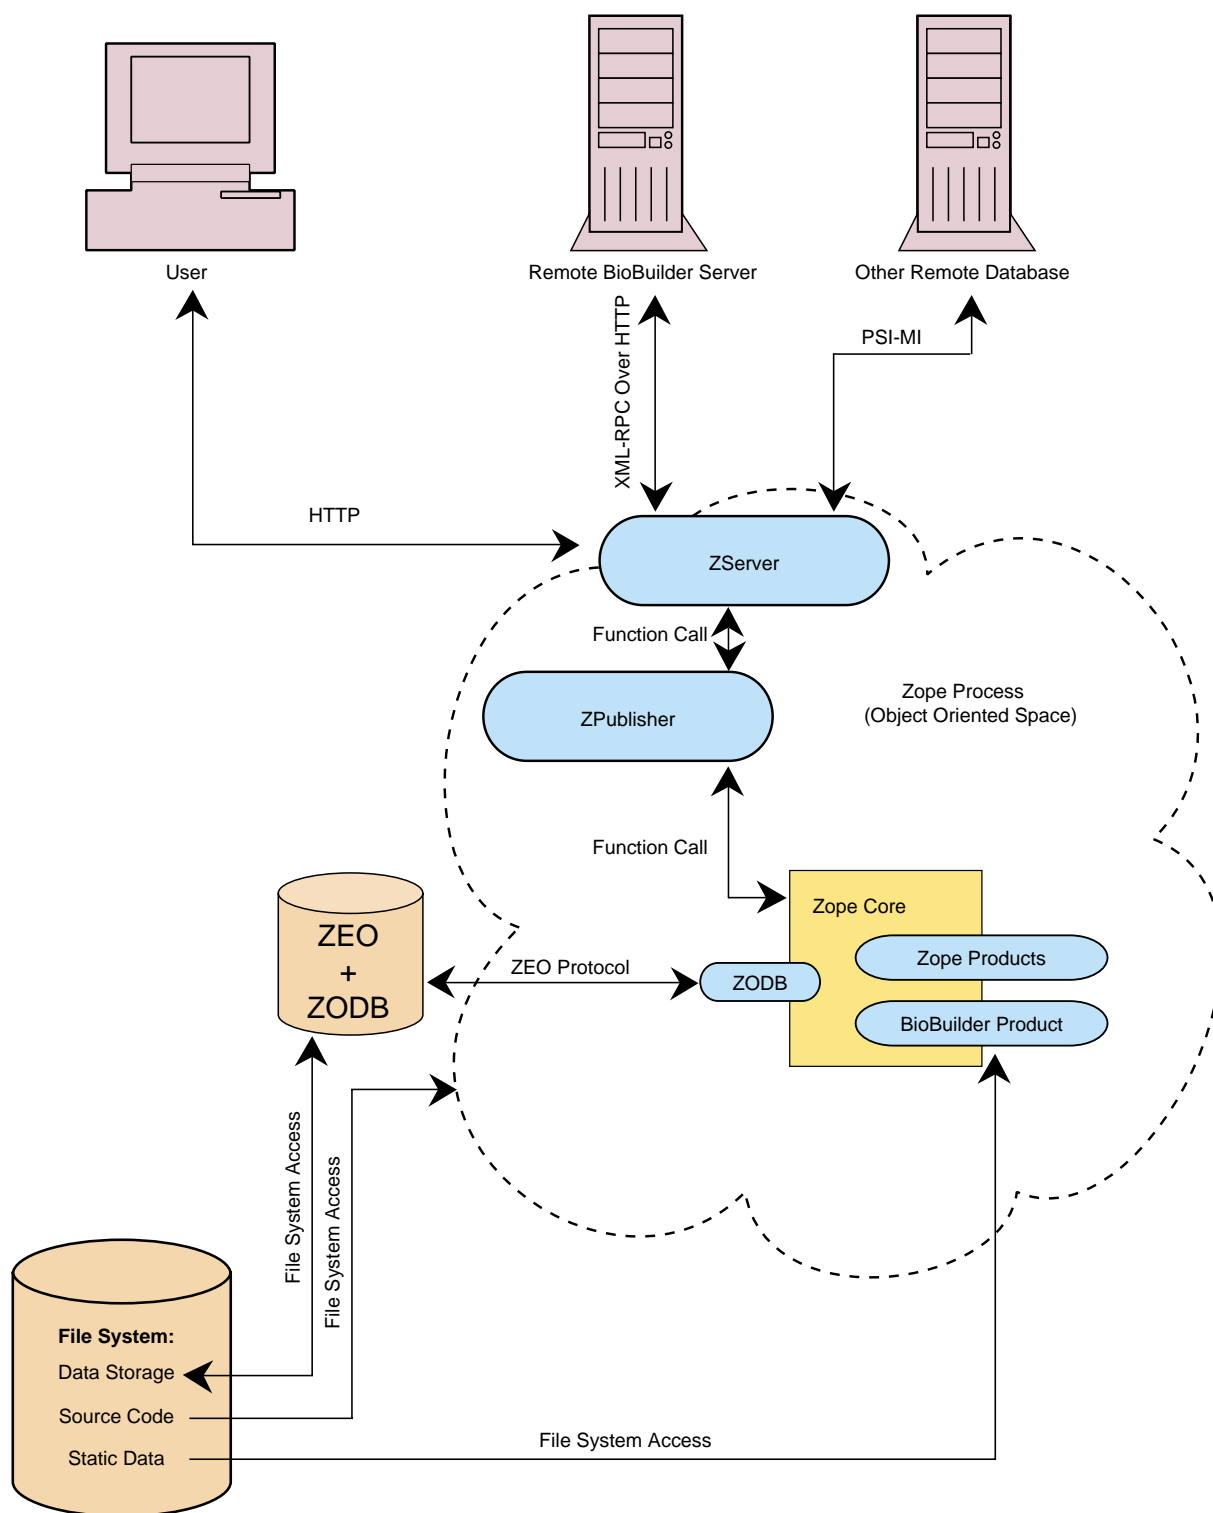 User
Remote BioBuilder Server
Other Remote Database
XML-RPC Over HTTP
PSI-MI
HTTP
ZServer
Function Call
ZPublisher
Zope Process
(Object Oriented Space)
Function Call
Zope Core
ZEO
+
ZODB
ZEO Protocol
ZODB
Zope Products
BioBuilder Product
File System Access
File System Access
File System:
Data Storage
Source Code
Static Data
File System Access